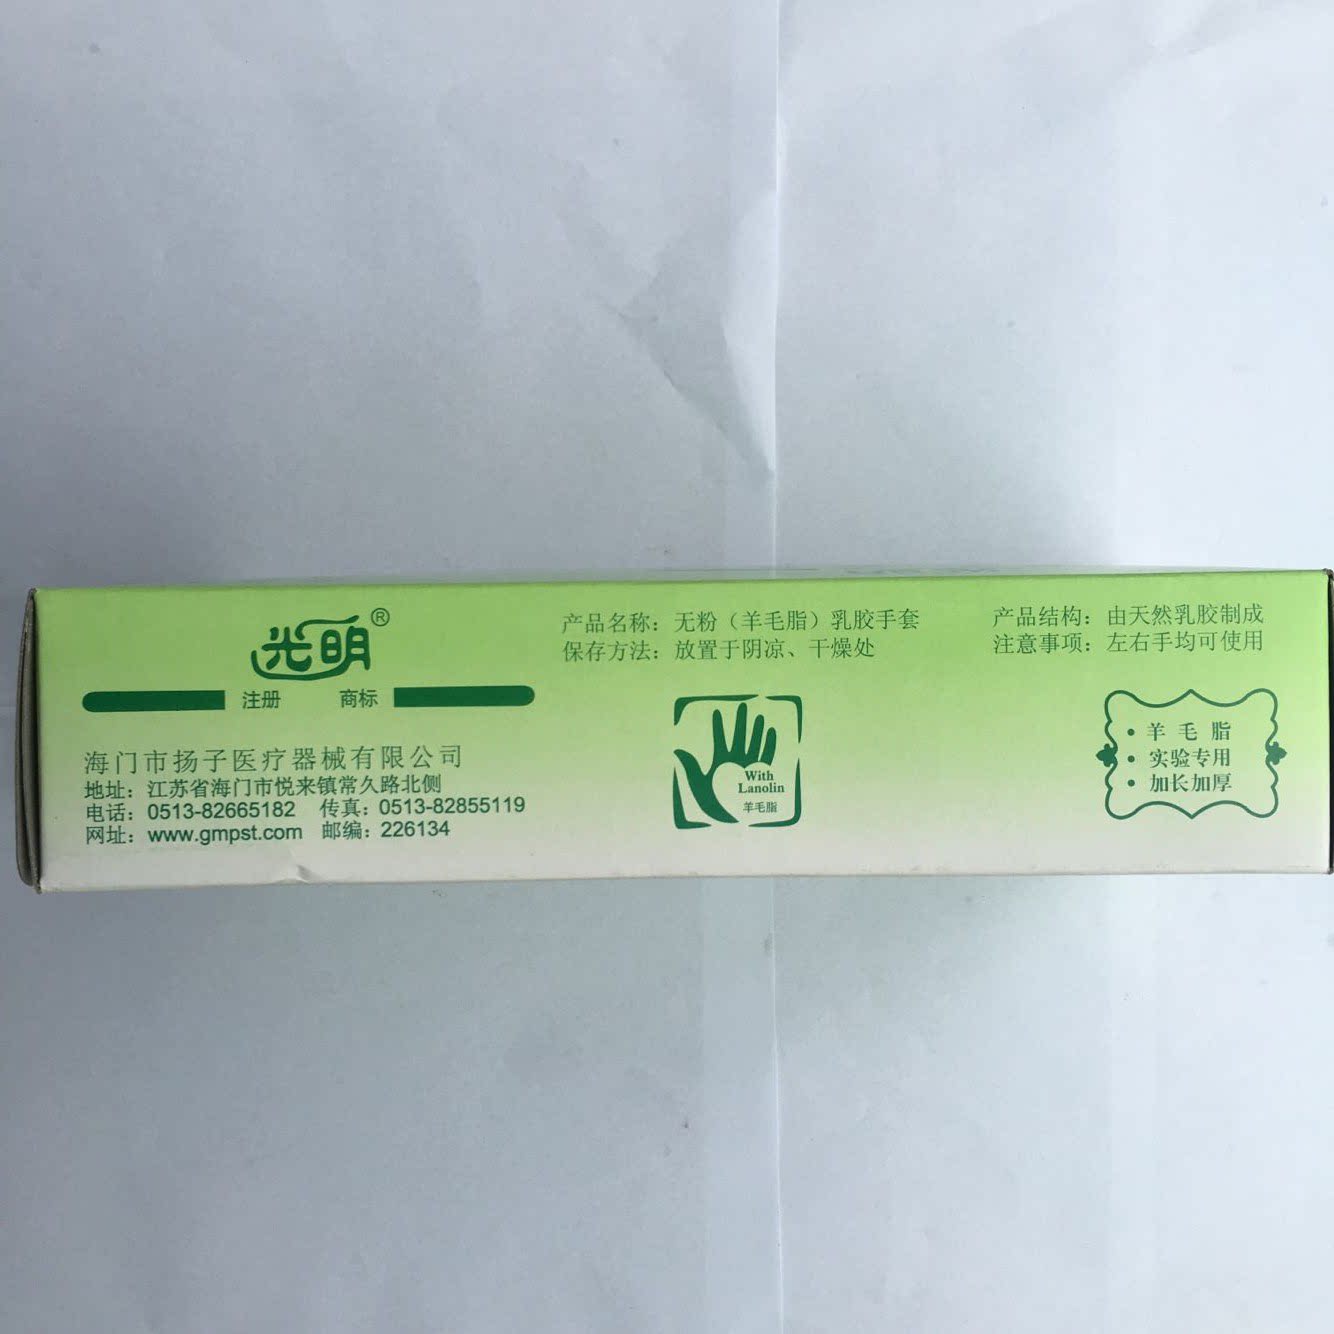 光明®
注册 商标
海门市扬子医疗器械有限公司
地址：江苏省海门市悦来镇常久路北侧
电话：0513-82665182 传真：0513-82855119
网址：www.gmpst.com 邮编：226134
产品名称：无粉（羊毛脂）乳胶手套
保存方法：放置于阴凉、干燥处
With
Lanolin
羊毛脂
产品结构：由天然乳胶制成
注意事项：左右手均可使用
• 羊毛脂
• 实验专用
• 加长加厚